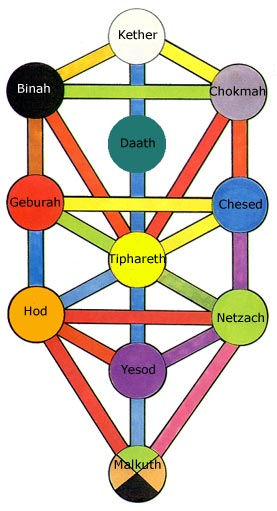 Kether
Binah
Chokmah
Daath
Geburah
Chesed
Tiphareth
Hod
Netzach
Yesod
Malkuth